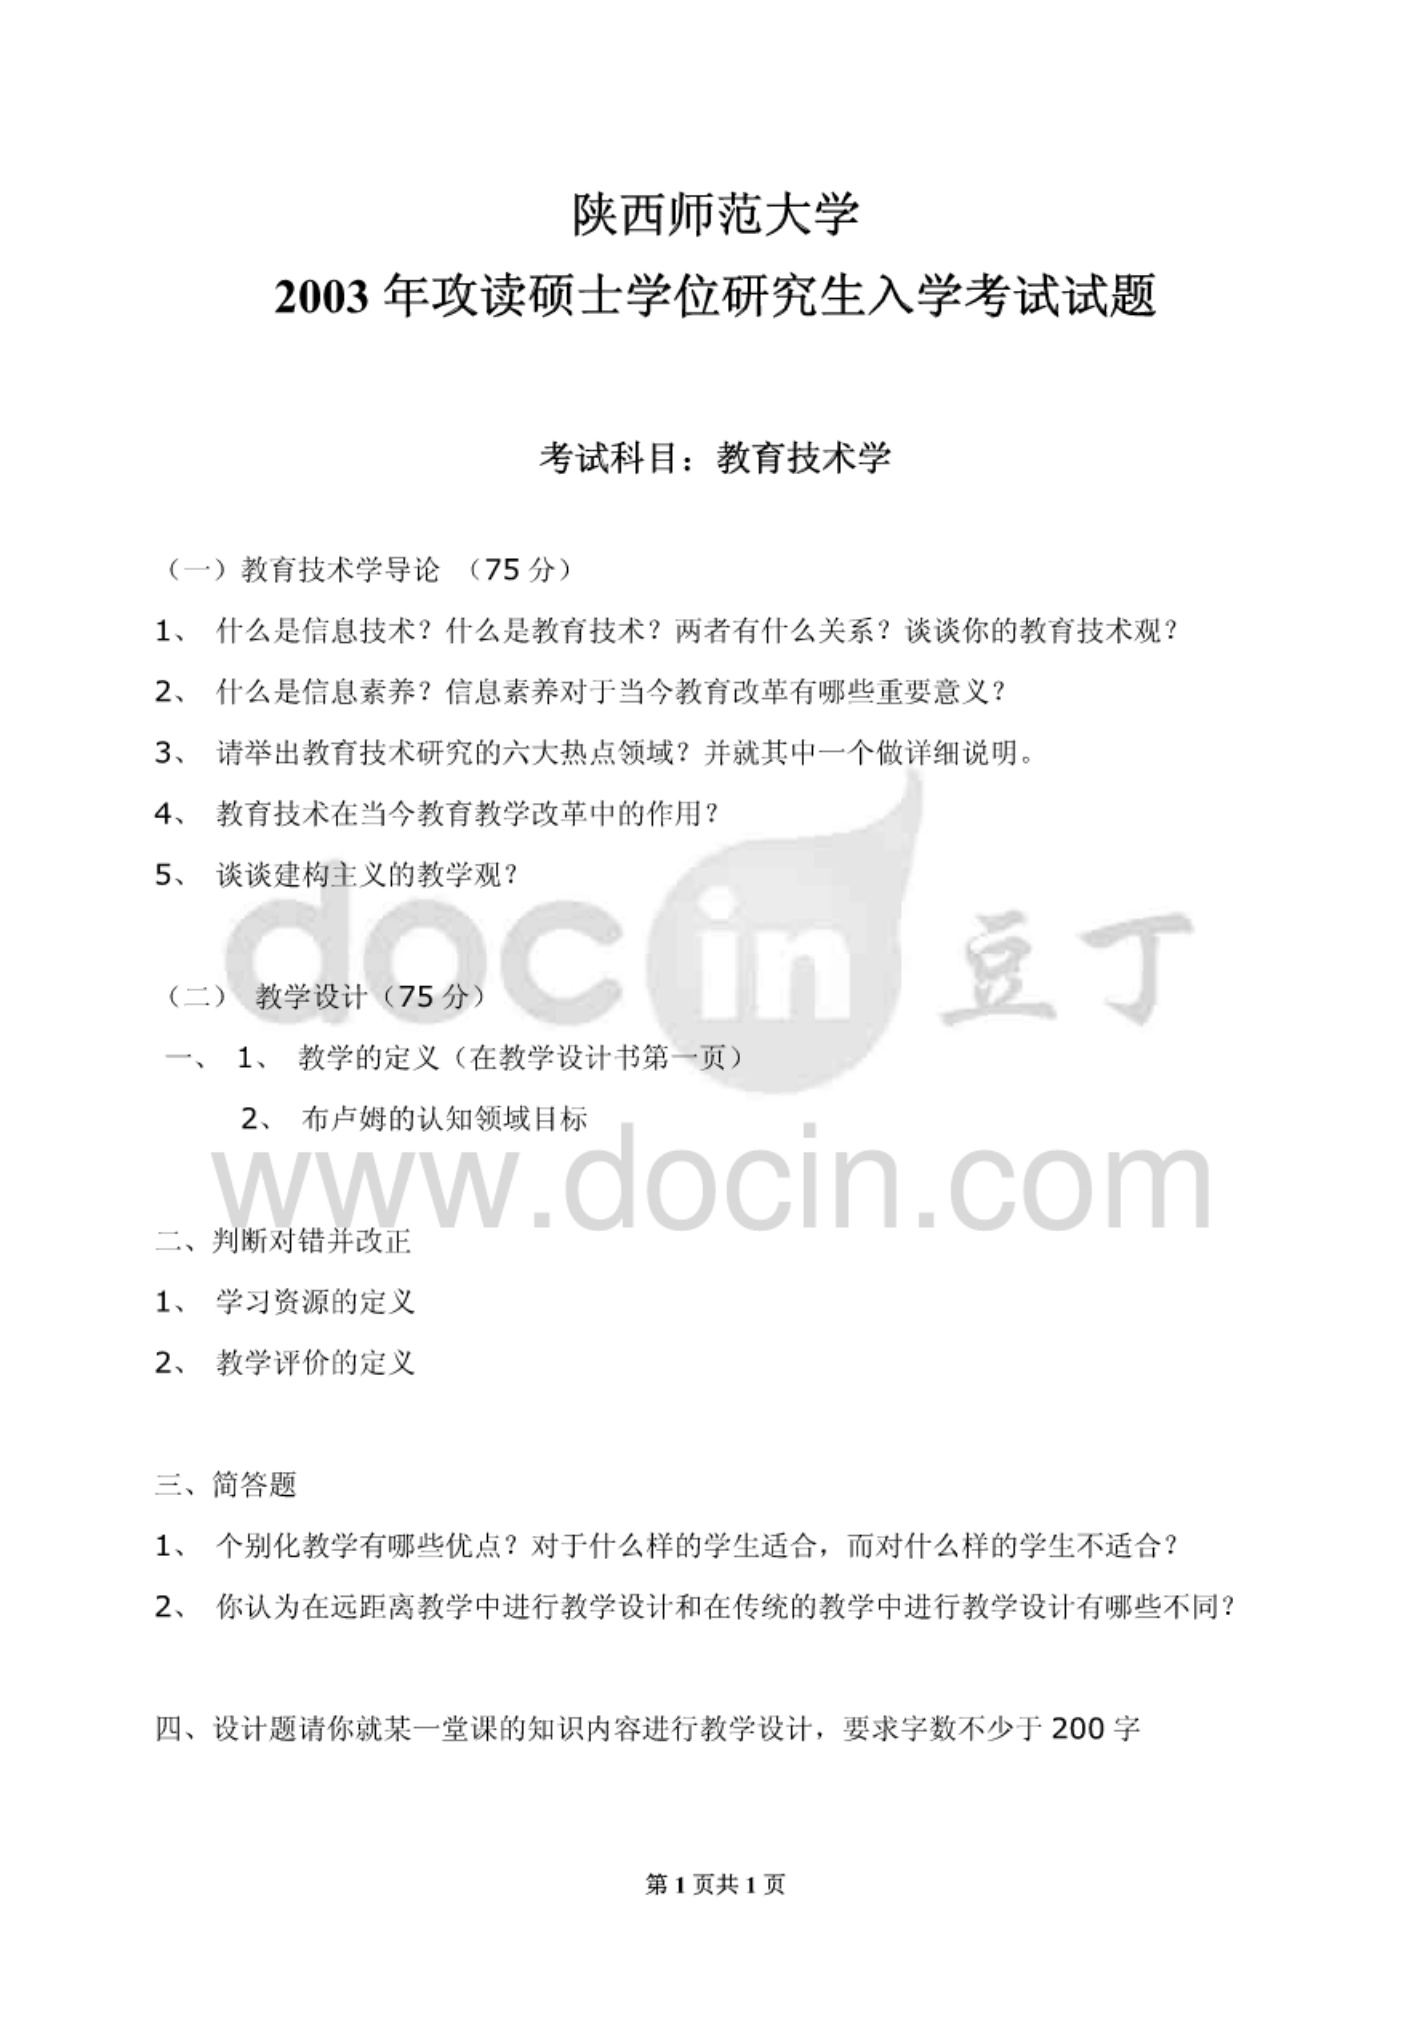 陕西师范大学
2003 年攻读硕士学位研究生入学考试试题
考试科目：教育技术学
（一）教育技术学导论 （75 分）
1、 什么是信息技术？什么是教育技术？两者有什么关系？谈谈你的教育技术观？
2、 什么是信息素养？信息素养对于当今教育改革有哪些重要意义？
3、 请举出教育技术研究的六大热点领域？并就其中一个做详细说明。
4、 教育技术在当今教育教学改革中的作用？
5、 谈谈建构主义的教学观？
docin 豆丁
（二） 教学设计（75 分）
一、 1、 教学的定义（在教学设计书第一页）
2、 布卢姆的认知领域目标
www.docin.com
二、判断对错并改正
1、 学习资源的定义
2、 教学评价的定义
三、简答题
1、 个别化教学有哪些优点？对于什么样的学生适合，而对什么样的学生不适合？
2、 你认为在远距离教学中进行教学设计和在传统的教学中进行教学设计有哪些不同？
四、设计题请你就某一堂课的知识内容进行教学设计，要求字数不少于 200 字
第 1 页共 1 页